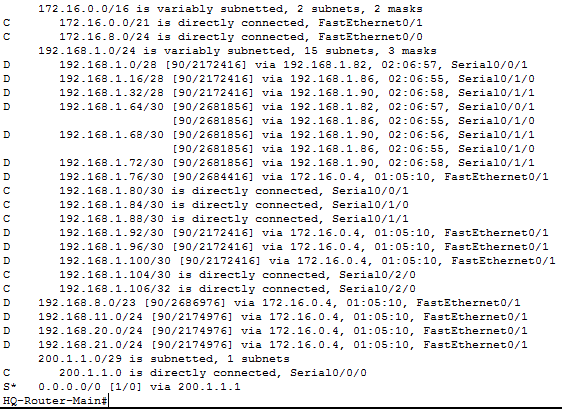 172.16.0.0/16 is variably subnetted, 2 subnets, 2 masks
C 172.16.0.0/21 is directly connected, FastEthernet0/1
C 172.16.8.0/24 is directly connected, FastEthernet0/0
192.168.1.0/24 is variably subnetted, 15 subnets, 3 masks
D 192.168.1.0/28 [90/2172416] via 192.168.1.82, 02:06:57, Serial0/0/1
D 192.168.1.16/28 [90/2172416] via 192.168.1.86, 02:06:55, Serial0/1/0
D 192.168.1.32/28 [90/2172416] via 192.168.1.90, 02:06:58, Serial0/1/1
D 192.168.1.64/30 [90/2681856] via 192.168.1.82, 02:06:57, Serial0/0/1
[90/2681856] via 192.168.1.86, 02:06:55, Serial0/1/0
D 192.168.1.68/30 [90/2681856] via 192.168.1.90, 02:06:56, Serial0/1/1
[90/2681856] via 192.168.1.86, 02:06:55, Serial0/1/0
D 192.168.1.72/30 [90/2681856] via 192.168.1.90, 02:06:58, Serial0/1/1
D 192.168.1.76/30 [90/2684416] via 172.16.0.4, 01:05:10, FastEthernet0/1
C 192.168.1.80/30 is directly connected, Serial0/0/1
C 192.168.1.84/30 is directly connected, Serial0/1/0
C 192.168.1.88/30 is directly connected, Serial0/1/1
D 192.168.1.92/30 [90/2172416] via 172.16.0.4, 01:05:10, FastEthernet0/1
D 192.168.1.96/30 [90/2172416] via 172.16.0.4, 01:05:10, FastEthernet0/1
D 192.168.1.100/30 [90/2172416] via 172.16.0.4, 01:05:10, FastEthernet0/1
C 192.168.1.104/30 is directly connected, Serial0/2/0
C 192.168.1.106/32 is directly connected, Serial0/2/0
D 192.168.8.0/23 [90/2686976] via 172.16.0.4, 01:05:10, FastEthernet0/1
D 192.168.11.0/24 [90/2174976] via 172.16.0.4, 01:05:10, FastEthernet0/1
D 192.168.20.0/24 [90/2174976] via 172.16.0.4, 01:05:10, FastEthernet0/1
D 192.168.21.0/24 [90/2174976] via 172.16.0.4, 01:05:10, FastEthernet0/1
200.1.1.0/29 is subnetted, 1 subnets
C 200.1.1.0 is directly connected, Serial0/0/0
S* 0.0.0.0/0 [1/0] via 200.1.1.1
HQ-Router-Main#